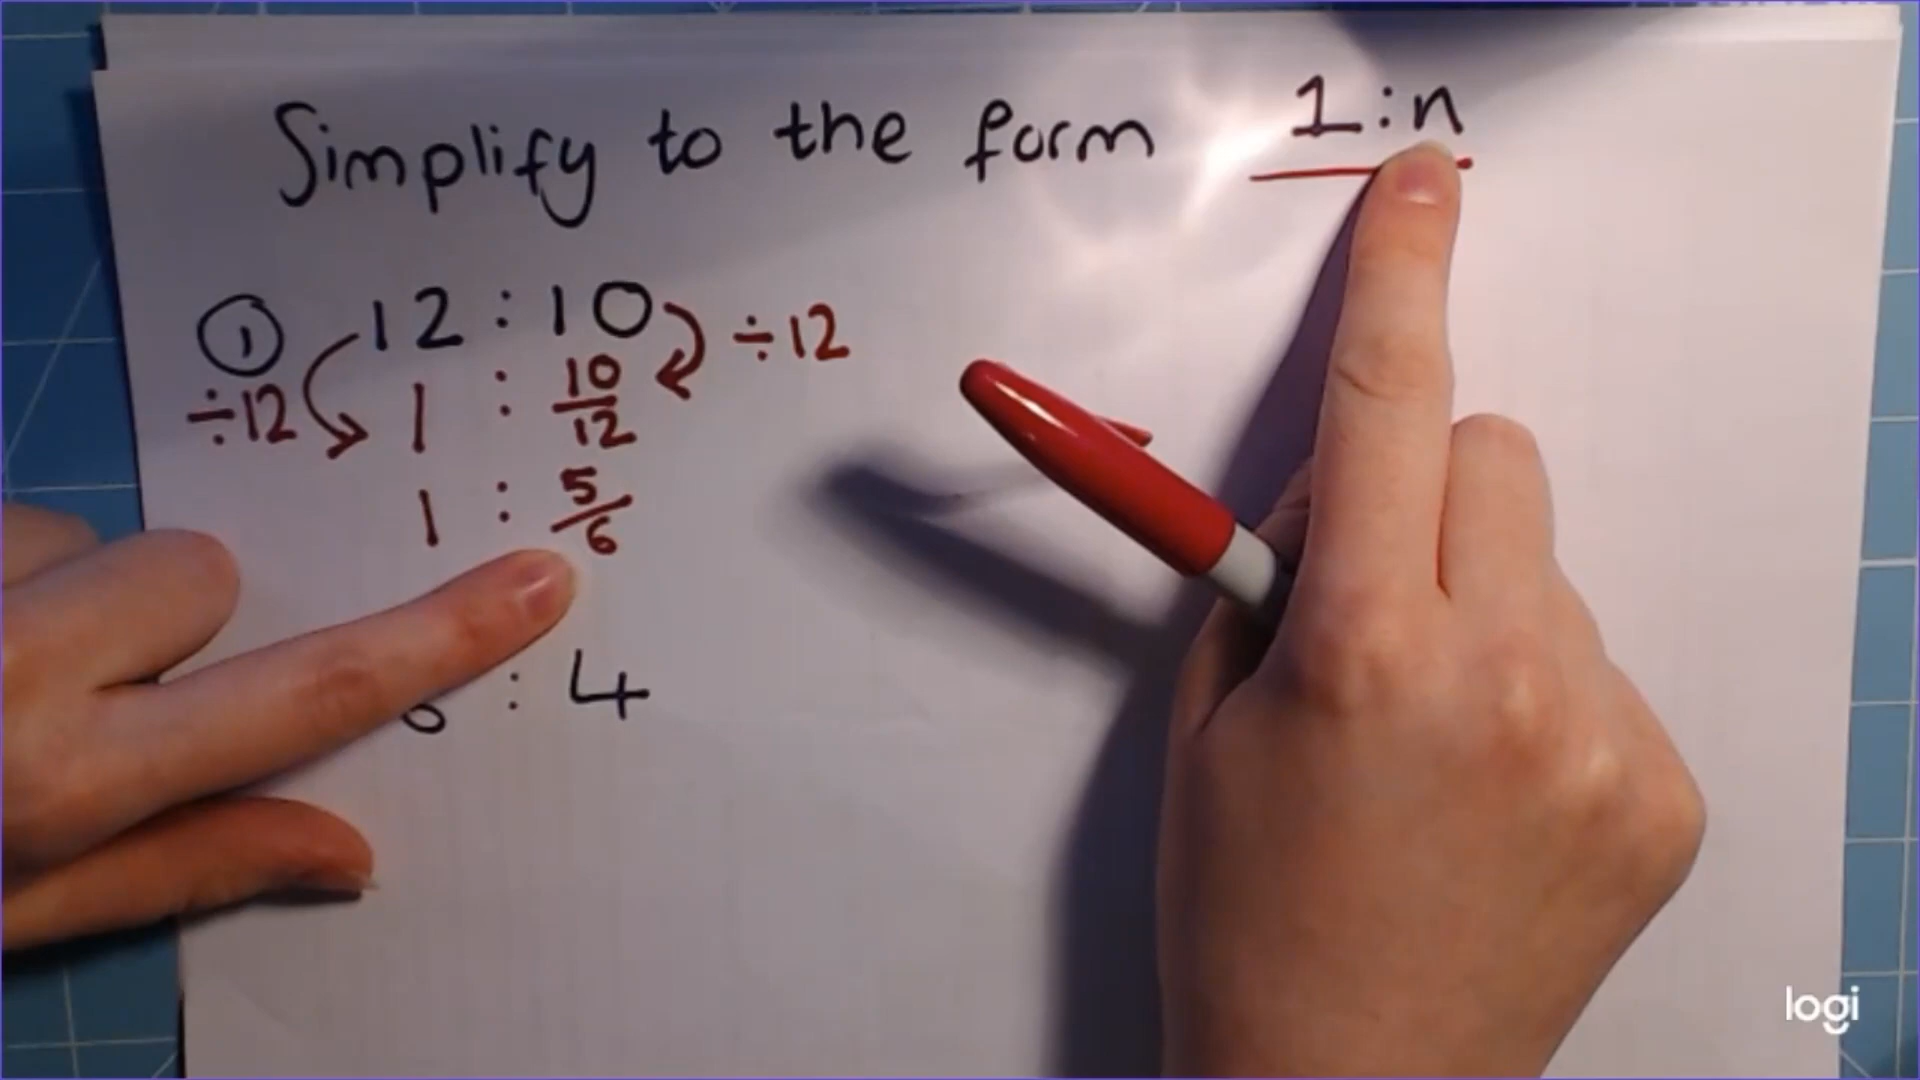 Simplify to the form 1:n
① 12 : 10 ÷12
÷12 1 : 10/12
1 : 5/6
: 4
logi